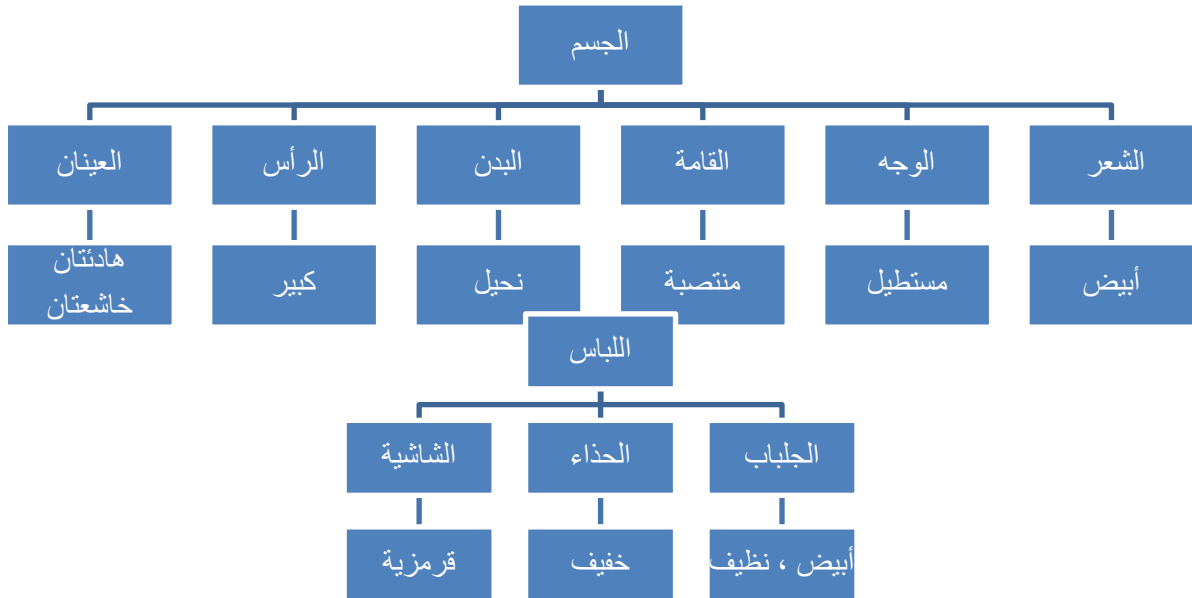 الجسم
الشعر
الوجه
القامة
البدن
الرأس
العينان
أبيض
مستطيل
منتصبة
نحيل
كبير
هادئتان
خاشعتان
اللباس
الجلباب
الحذاء
الشاشية
أبيض ، نظيف
خفيف
قرمزية